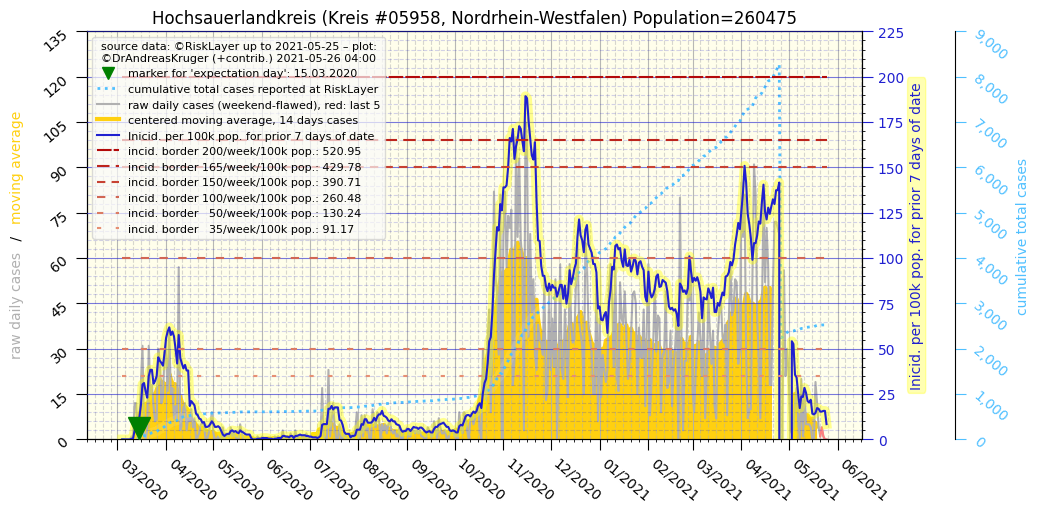 Hochsauerlandkreis (Kreis #05958, Nordrhein-Westfalen) Population=260475
source data: ©RiskLayer up to 2021-05-25 – plot:
©DrAndreasKruger (+contrib.) 2021-05-26 04:00
marker for 'expectation day': 15.03.2020
cumulative total cases reported at RiskLayer
raw daily cases (weekend-flawed), red: last 5
centered moving average, 14 days cases
Inicid. per 100k pop. for prior 7 days of date
incid. border 200/week/100k pop.: 520.95
incid. border 165/week/100k pop.: 429.78
incid. border 150/week/100k pop.: 390.71
incid. border 100/week/100k pop.: 260.48
incid. border   50/week/100k pop.: 130.24
incid. border   35/week/100k pop.: 91.17
raw daily cases / moving average
135
120
105
90
75
60
45
30
15
0
03/2020
04/2020
05/2020
06/2020
07/2020
08/2020
09/2020
10/2020
11/2020
12/2020
01/2021
02/2021
03/2021
04/2021
05/2021
06/2021
225
200
175
150
125
100
75
50
25
0
Inicid. per 100k pop. for prior 7 days of date
9,000
8,000
7,000
6,000
5,000
4,000
3,000
2,000
1,000
0
cumulative total cases